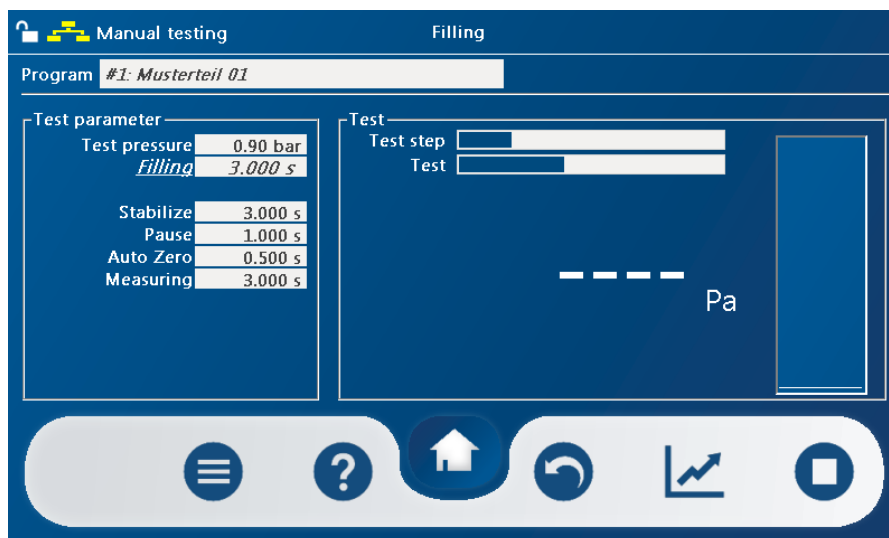 Manual testing Filling
Program #1: Musterteil 01
Test parameter
Test pressure 0.90 bar
Filling 3.000 s
Stabilize 3.000 s
Pause 1.000 s
Auto Zero 0.500 s
Measuring 3.000 s
Test
Test step
Test
– – – –
Pa
?